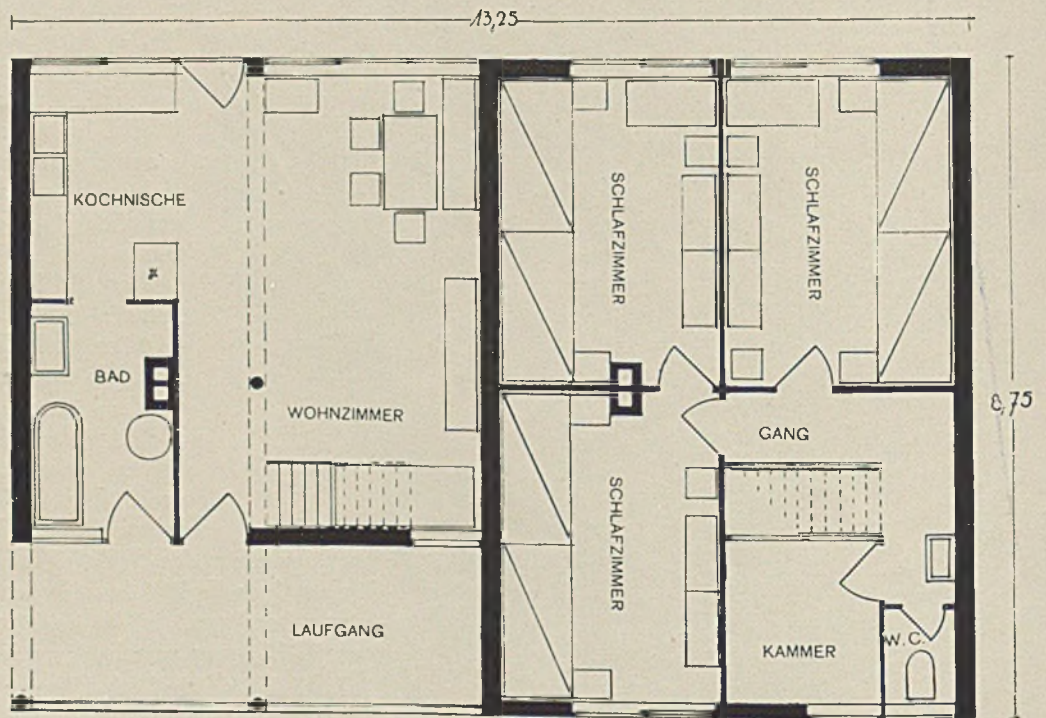 13,25
KOCHNISCHE
SCHLAFZIMMER
SCHLAFZIMMER
BAD
WOHNZIMMER
8,75
GANG
SCHLAFZIMMER
LAUFGANG
KAMMER
W.C.